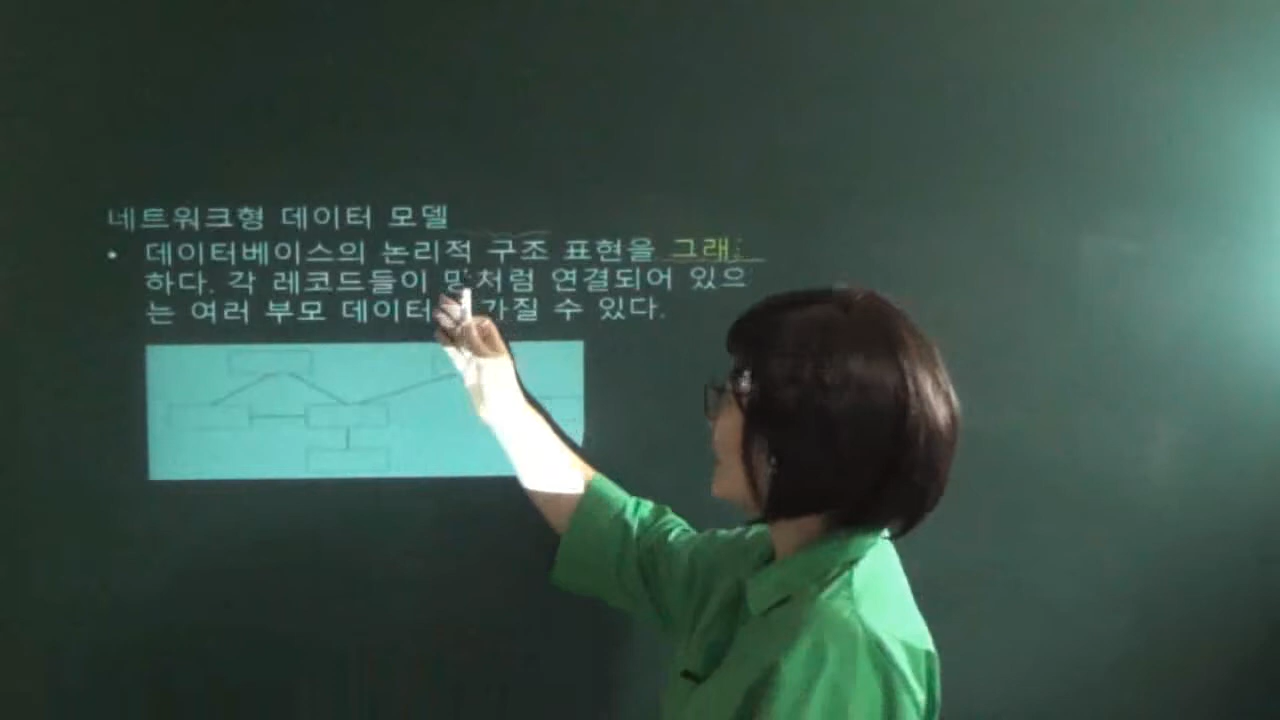 네트워크형 데이터 모델
• 데이터베이스의 논리적 구조 표현을 그래
하다. 각 레코드들이 망처럼 연결되어 있으
는 여러 부모 데이터 가질 수 있다.